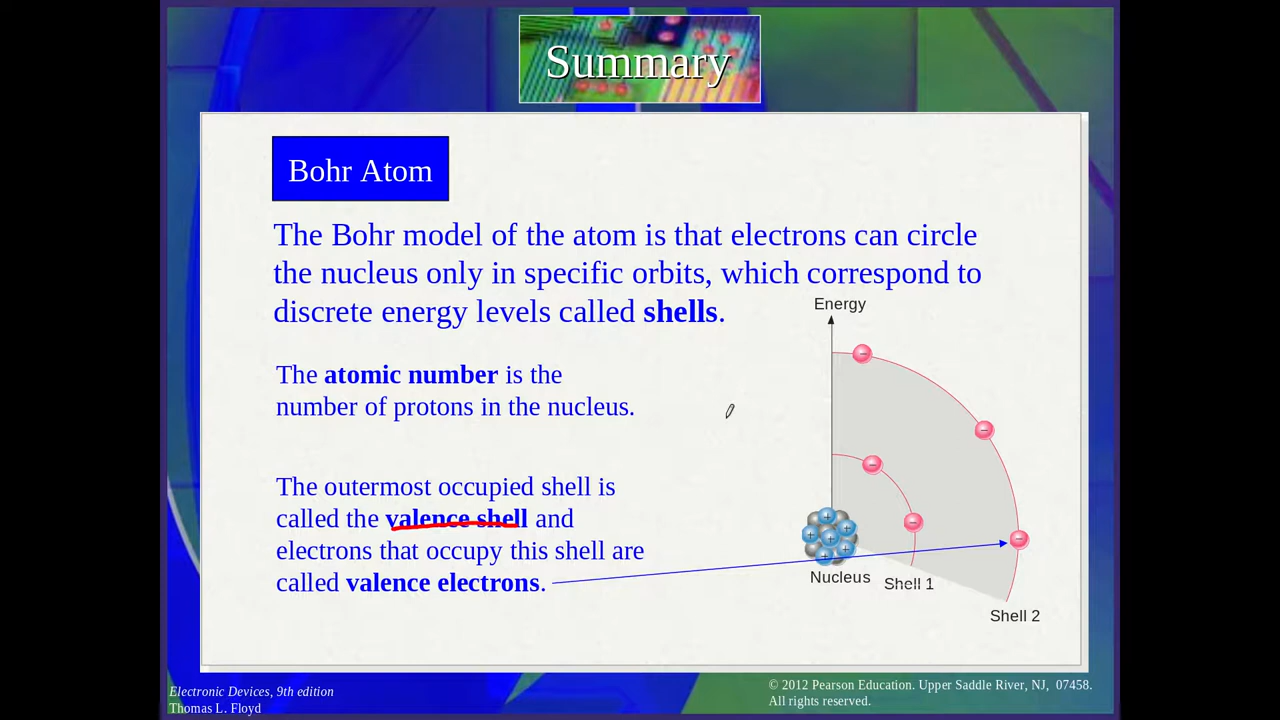 Summary
Bohr Atom
The Bohr model of the atom is that electrons can circle
the nucleus only in specific orbits, which correspond to
discrete energy levels called shells.
Energy
The atomic number is the
number of protons in the nucleus.
The outermost occupied shell is
called the valence shell and
electrons that occupy this shell are
called valence electrons.
Nucleus
Shell 1
Shell 2
Electronic Devices, 9th edition
Thomas L. Floyd
© 2012 Pearson Education. Upper Saddle River, NJ, 07458.
All rights reserved.